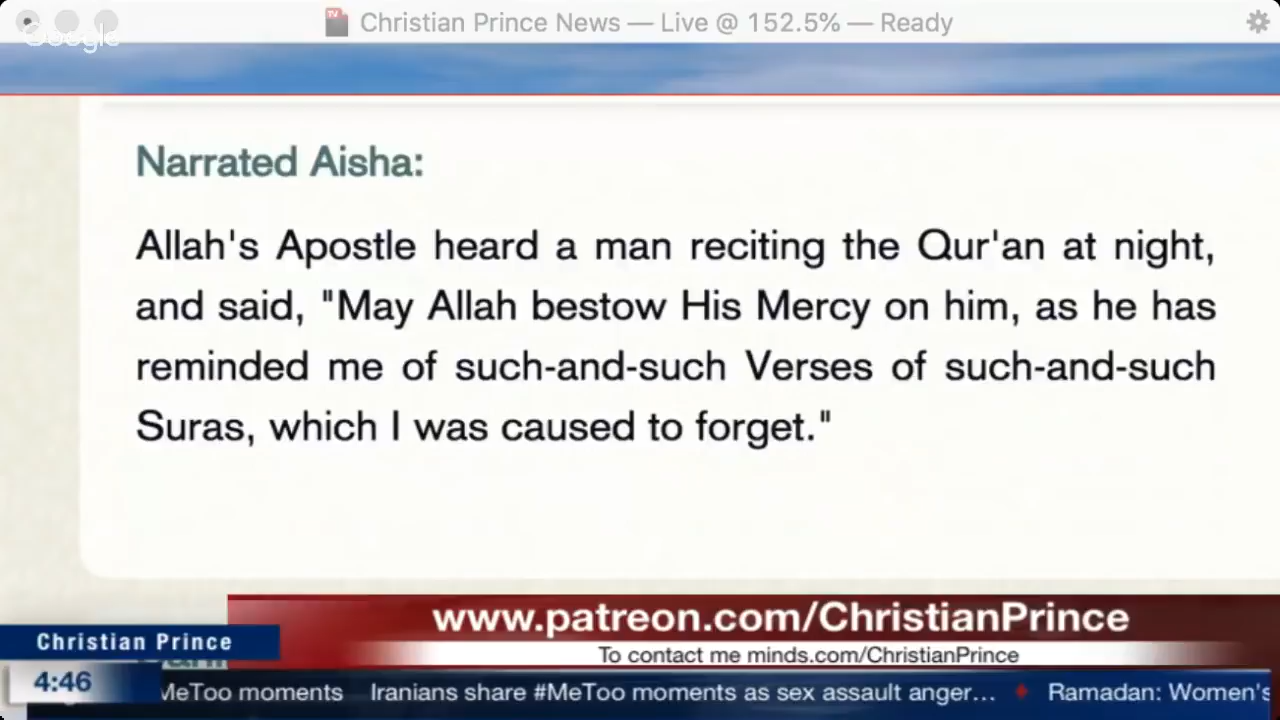 Christian Prince News — Live @ 152.5% — Ready
Google
Narrated Aisha:
Allah's Apostle heard a man reciting the Qur'an at night,
and said, "May Allah bestow His Mercy on him, as he has
reminded me of such-and-such Verses of such-and-such
Suras, which I was caused to forget."
www.patreon.com/ChristianPrince
Christian Prince
To contact me minds.com/ChristianPrince
4:46
MeToo moments Iranians share #MeToo moments as sex assault anger... Ramadan: Women's